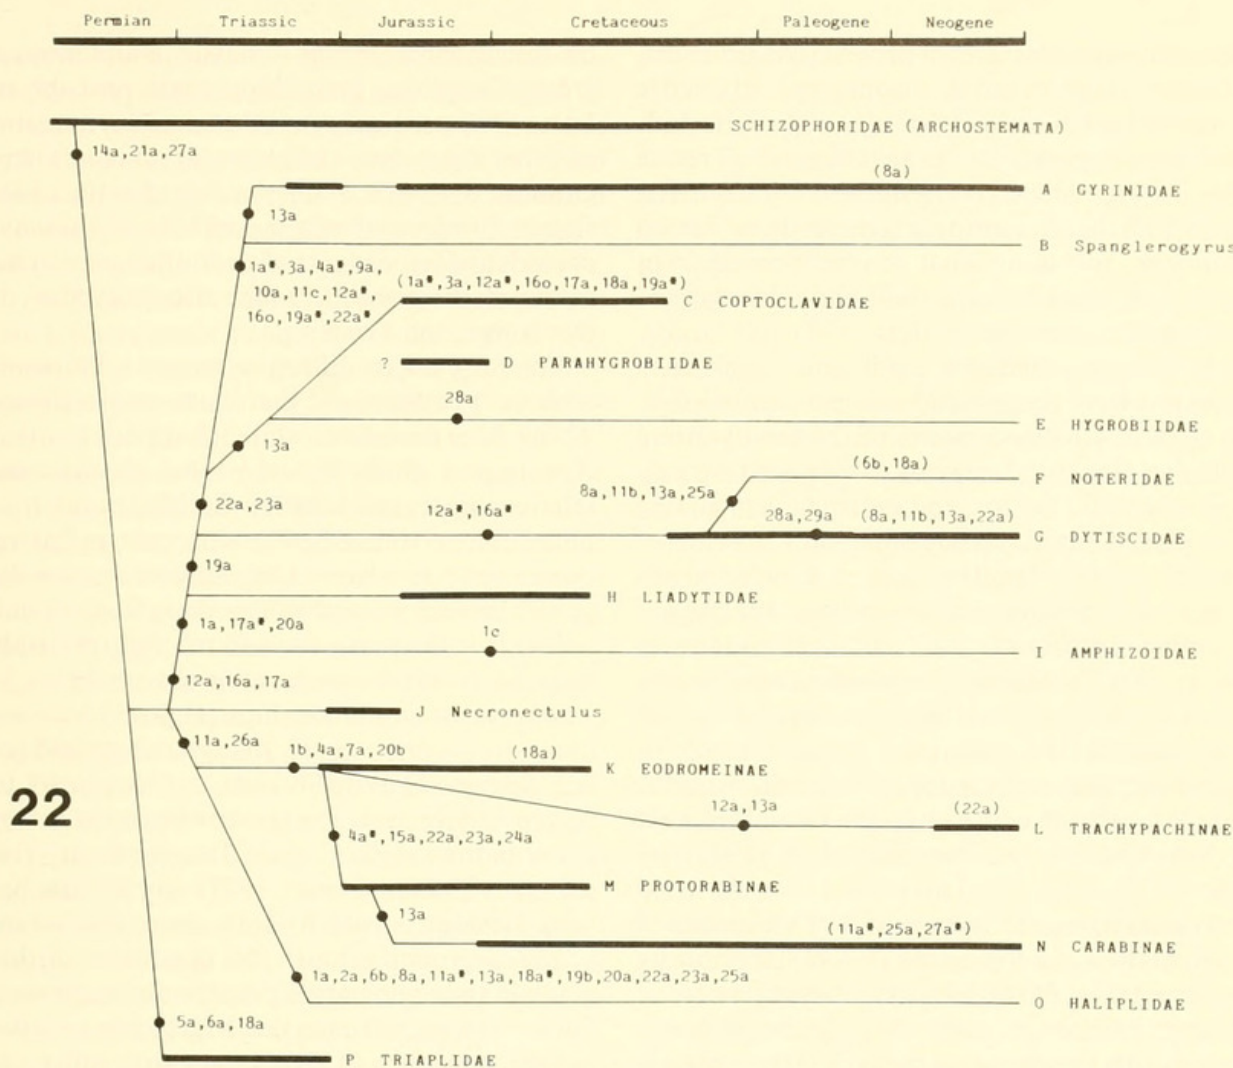 Permian Triassic Jurassic Cretaceous Paleogene Neogene
SCHIZOPHORIDAE (ARCHOSTEMATA)
14a,21a,27a
(8a)
A GYRINIDAE
13a
B Spanglerogyrus
1a*,3a,4a*,9a,
10a,11c,12a*,
16o,19a*,22a*
(1a*,3a,12a*,16o,17a,18a,19a*)
C COPTOCLAVIDAE
? D PARAHYGROBIIDAE
28a
E HYGROBIIDAE
13a
(6b,18a)
F NOTERIDAE
8a,11b,13a,25a
22a,23a
12a*,16a*
28a,29a (8a,11b,13a,22a)
G DYTISCIDAE
19a
H LIADYTIDAE
1a,17a*,20a
1c
I AMPHIZOIDAE
12a,16a,17a
J Necronectulus
11a,26a
1b,4a,7a,20b (18a)
K EODROMEINAE
22
12a,13a (22a)
L TRACHYPACHINAE
4a*,15a,22a,23a,24a
M PROTORABINAE
13a
(11a*,25a,27a*)
N CARABINAE
1a,2a,6b,8a,11a*,13a,18a*,19b,20a,22a,23a,25a
O HALIPLIDAE
5a,6a,18a
P TRIAPLIDAE